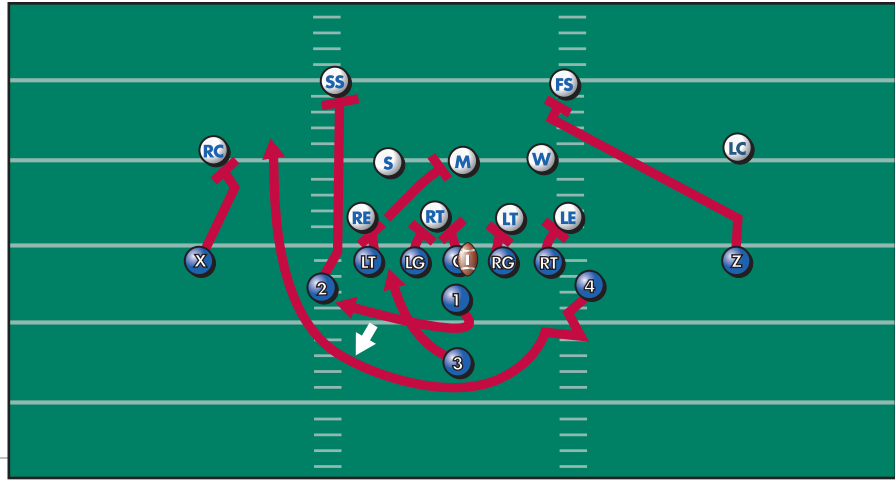 SS FS
RC LC
S M W
RE RT LT LE
X LT LG C RG RT Z
2 1 4
3